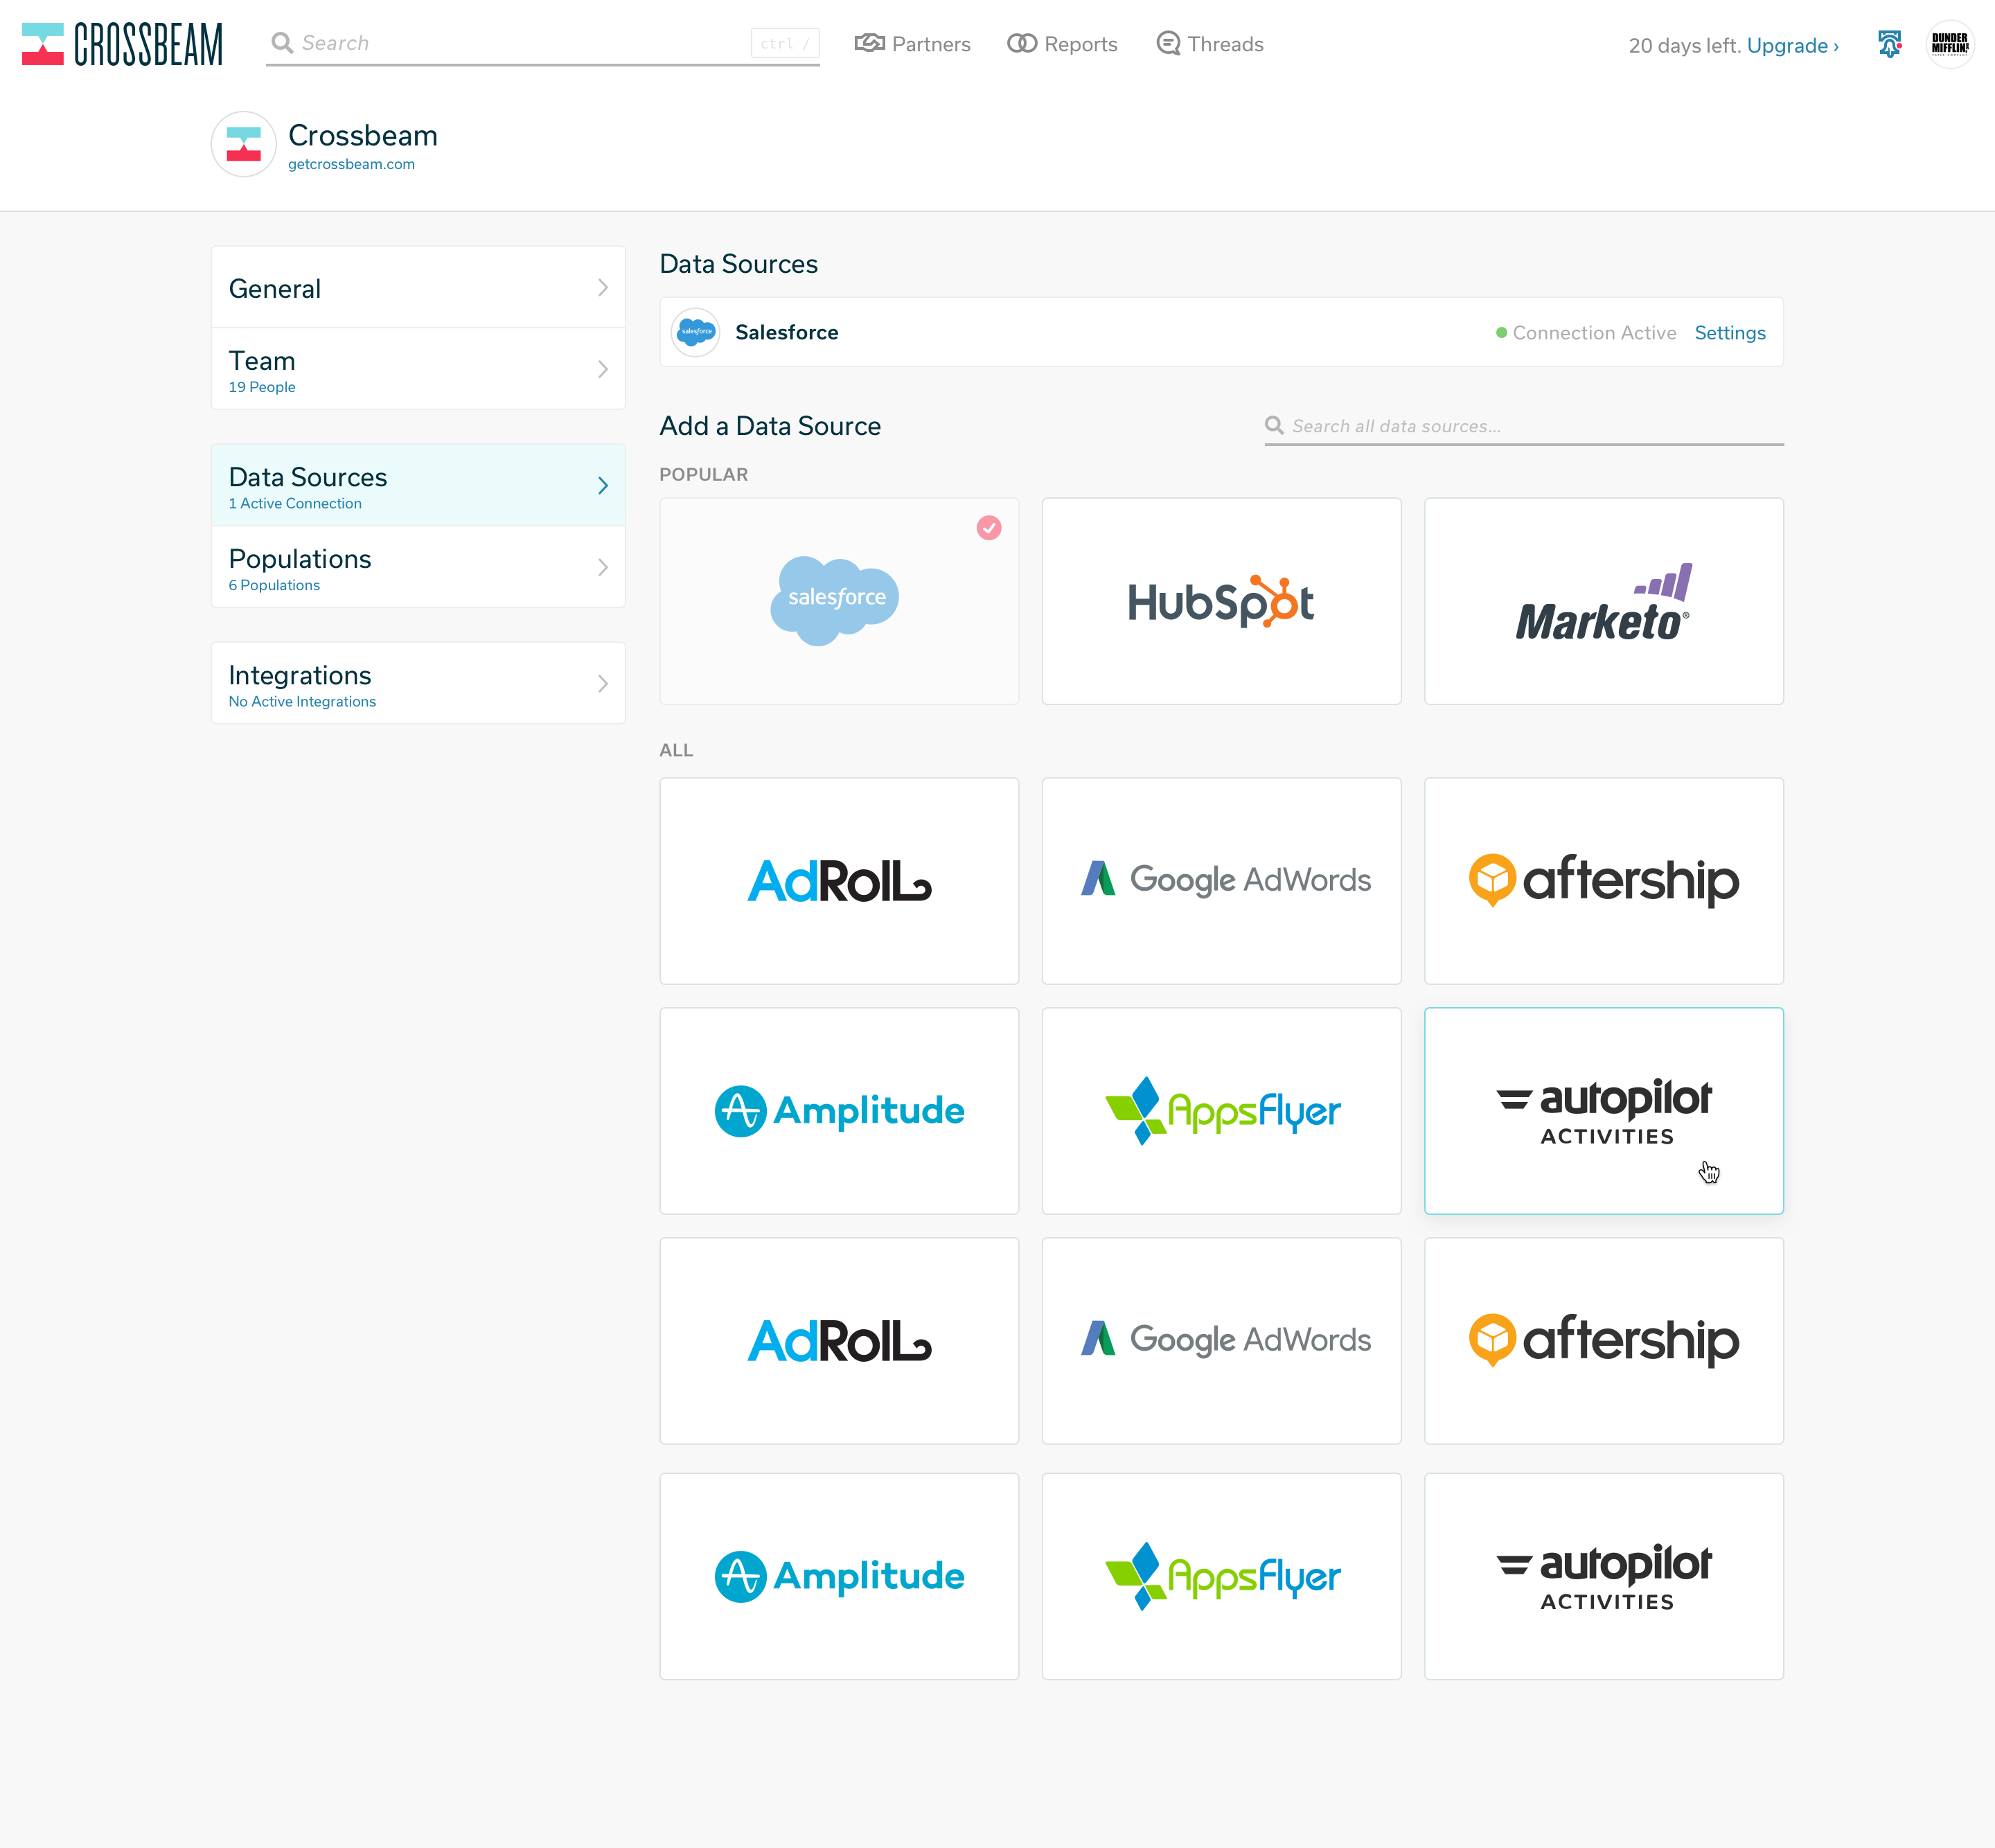 CROSSBEAM
Search
ctrl /
Partners
Reports
Threads
20 days left. Upgrade ›
DUNDER
MIFFLIN
Crossbeam
getcrossbeam.com
General
Team
19 People
Data Sources
1 Active Connection
Populations
6 Populations
Integrations
No Active Integrations
Data Sources
salesforce
Salesforce
Connection Active
Settings
Add a Data Source
Search all data sources...
POPULAR
salesforce
HubSpot
Marketo®
ALL
AdRoll
Google AdWords
aftership
Amplitude
AppsFlyer
autopilot
ACTIVITIES
AdRoll
Google AdWords
aftership
Amplitude
AppsFlyer
autopilot
ACTIVITIES